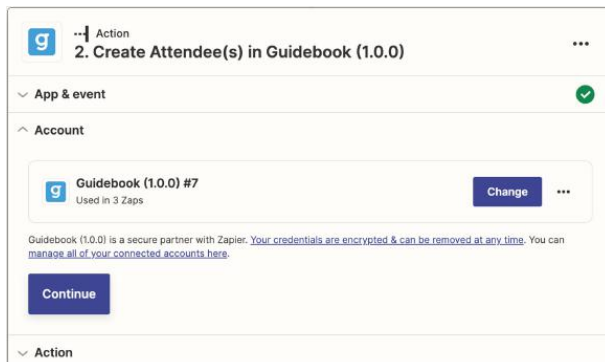 Action
2. Create Attendee(s) in Guidebook (1.0.0)
App & event
Account
Guidebook (1.0.0) #7
Used in 3 Zaps
Change
Guidebook (1.0.0) is a secure partner with Zapier. Your credentials are encrypted & can be removed at any time. You can
manage all of your connected accounts here.
Continue
Action